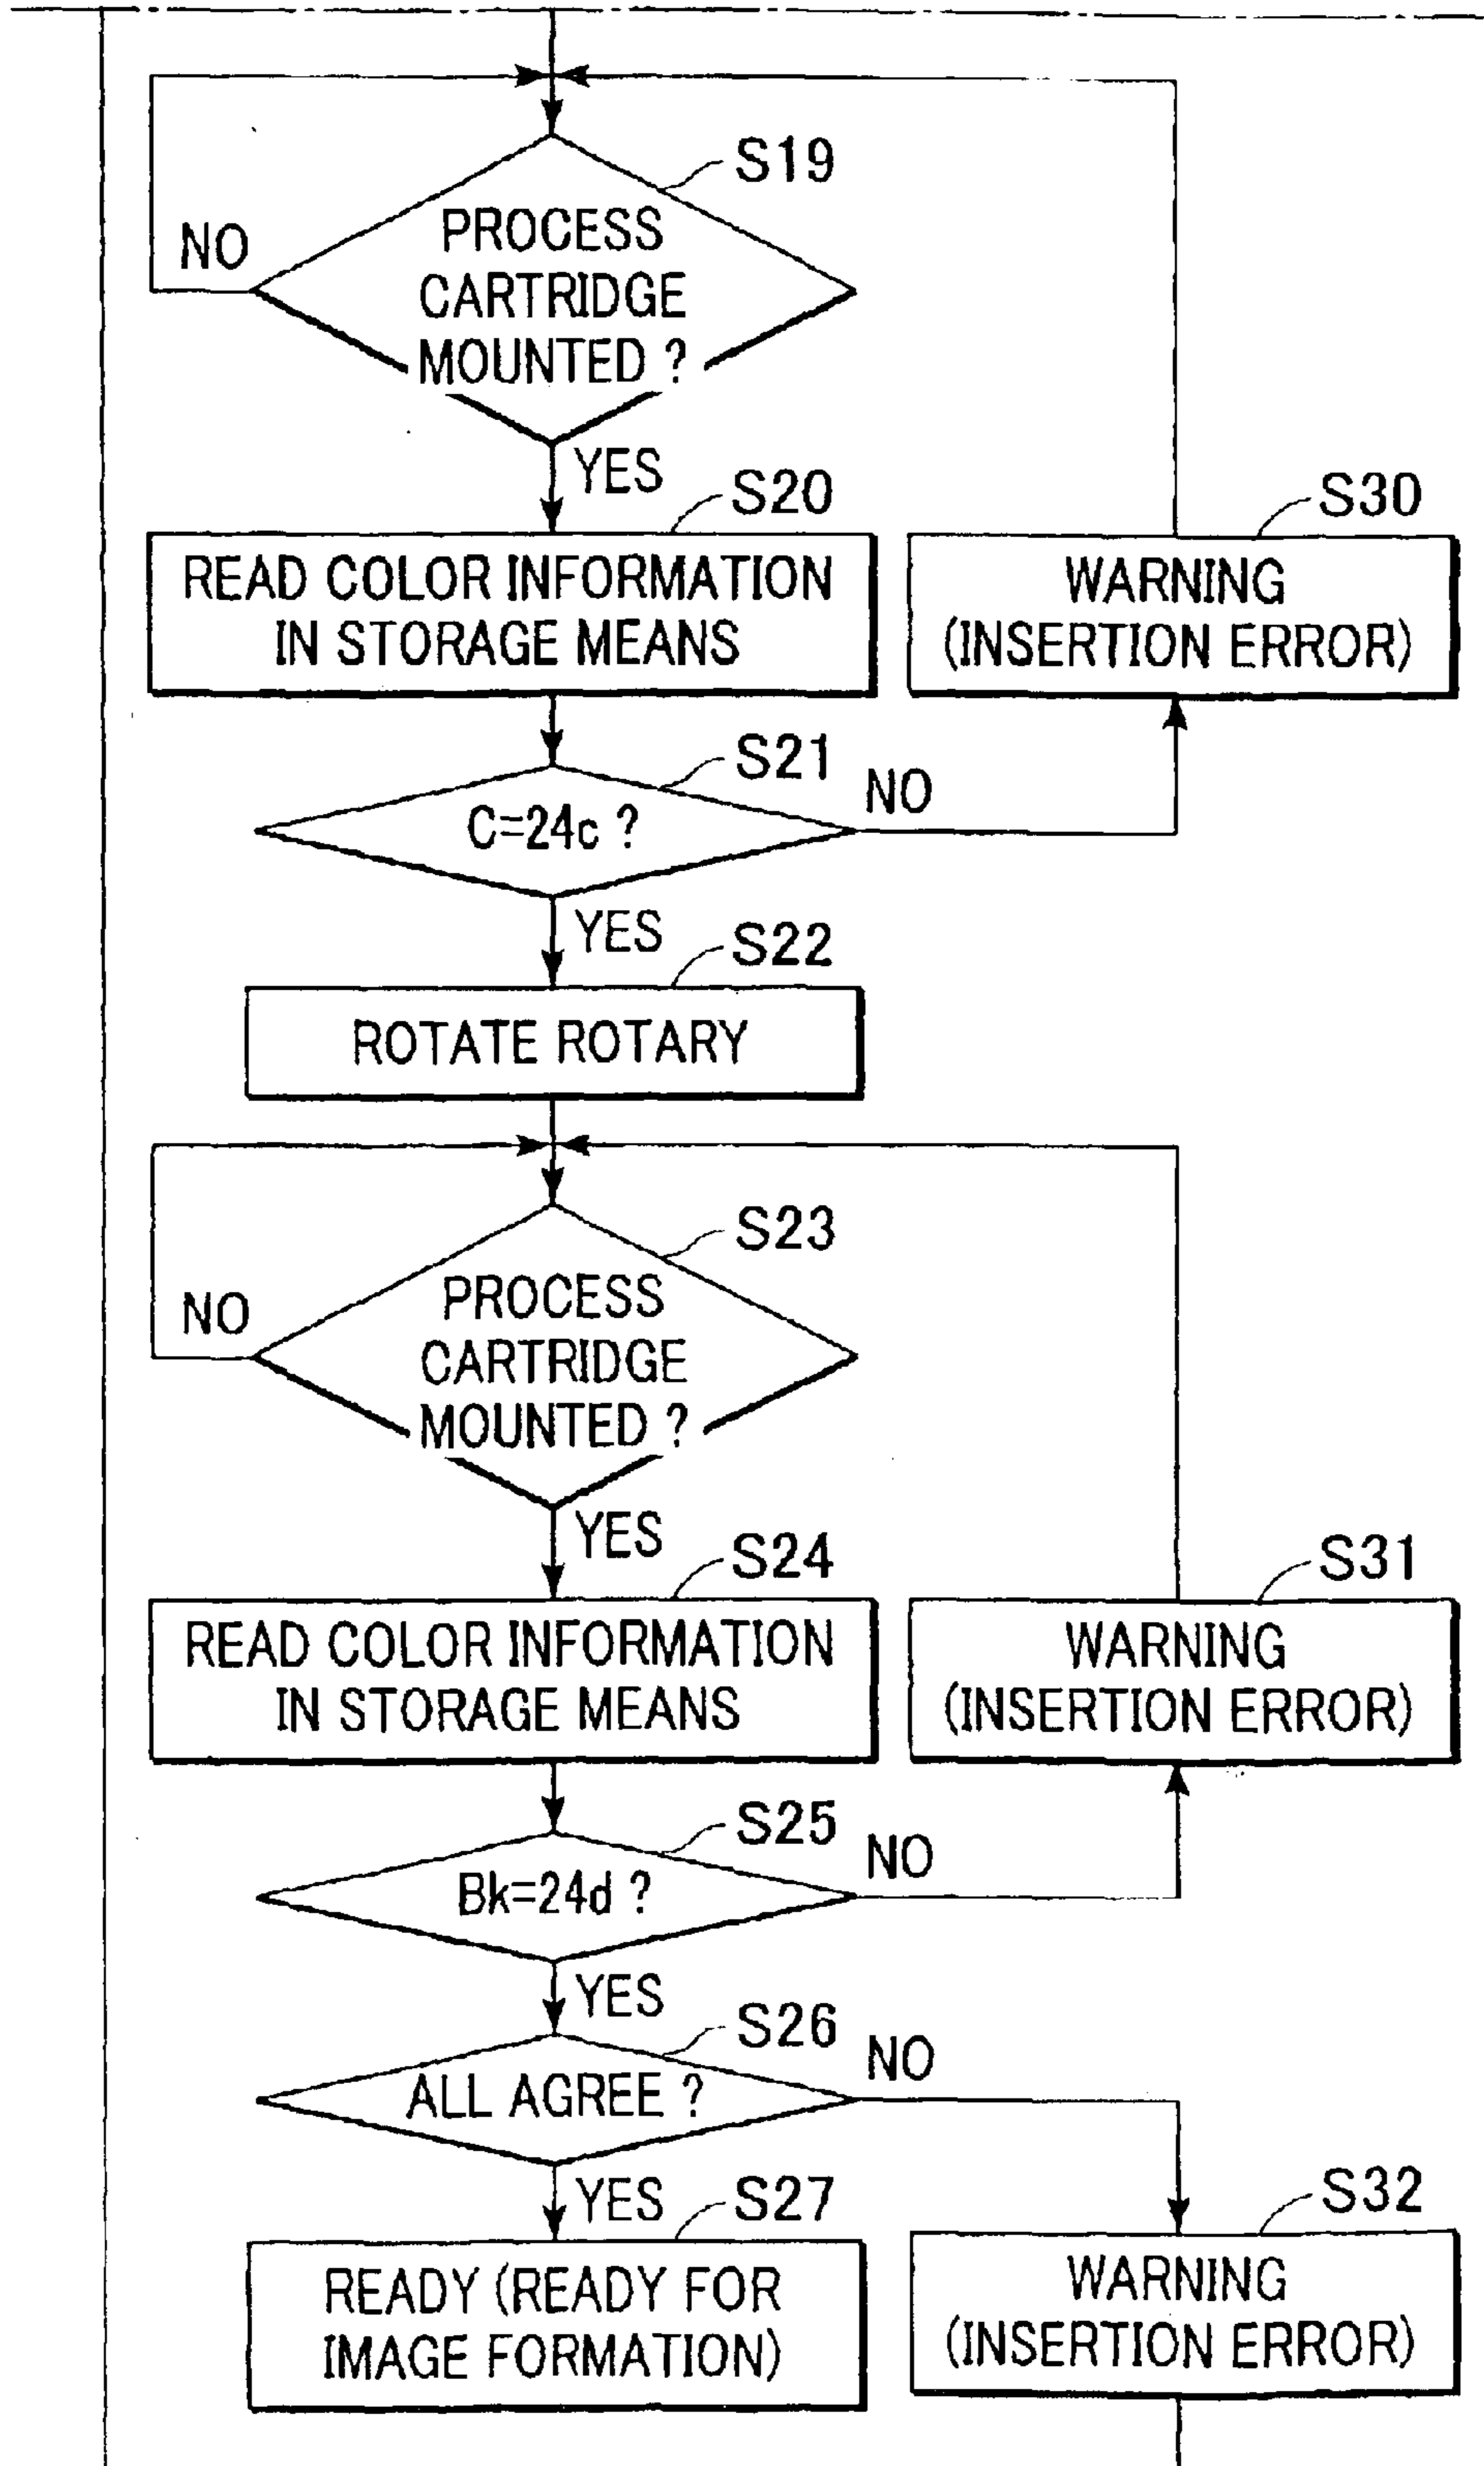 S19
PROCESS
CARTRIDGE
MOUNTED ?
NO
YES
S20
READ COLOR INFORMATION
IN STORAGE MEANS
S30
WARNING
(INSERTION ERROR)
S21
C=24c ?
NO
YES
S22
ROTATE ROTARY
S23
PROCESS
CARTRIDGE
MOUNTED ?
NO
YES
S24
READ COLOR INFORMATION
IN STORAGE MEANS
S31
WARNING
(INSERTION ERROR)
S25
Bk=24d ?
NO
YES
S26
ALL AGREE ?
NO
YES
S27
READY (READY FOR
IMAGE FORMATION)
S32
WARNING
(INSERTION ERROR)